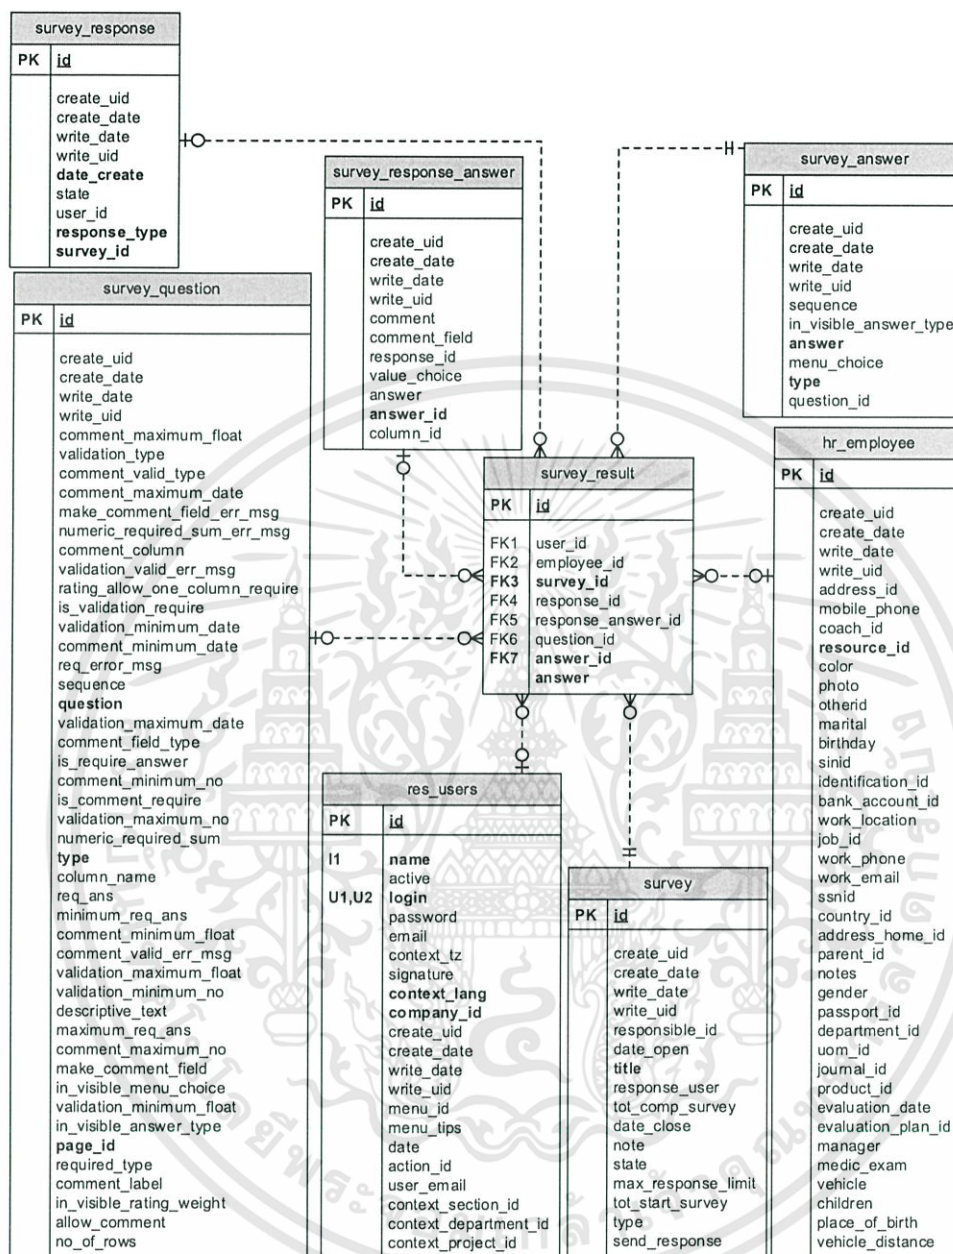 survey_response
PK id
create_uid
create_date
write_date
write_uid
date_create
state
user_id
response_type
survey_id
survey_response_answer
PK id
create_uid
create_date
write_date
write_uid
comment
comment_field
response_id
value_choice
answer
answer_id
column_id
survey_answer
PK id
create_uid
create_date
write_date
write_uid
sequence
in_visible_answer_type
answer
menu_choice
type
question_id
survey_question
PK id
create_uid
create_date
write_date
write_uid
comment_maximum_float
validation_type
comment_valid_type
comment_maximum_date
make_comment_field_err_msg
numeric_required_sum_err_msg
comment_column
validation_valid_err_msg
rating_allow_one_column_require
is_validation_require
validation_minimum_date
comment_minimum_date
req_error_msg
sequence
question
validation_maximum_date
comment_field_type
is_require_answer
comment_minimum_no
is_comment_require
validation_maximum_no
numeric_required_sum
type
column_name
req_ans
minimum_req_ans
comment_minimum_float
comment_valid_err_msg
validation_maximum_float
validation_minimum_no
descriptive_text
maximum_req_ans
comment_maximum_no
make_comment_field
in_visible_menu_choice
validation_minimum_float
in_visible_answer_type
page_id
required_type
comment_label
in_visible_rating_weight
allow_comment
no_of_rows
survey_result
PK id
FK1 user_id
FK2 employee_id
FK3 survey_id
FK4 response_id
FK5 response_answer_id
FK6 question_id
FK7 answer_id
answer
hr_employee
PK id
create_uid
create_date
write_date
write_uid
address_id
mobile_phone
coach_id
resource_id
color
photo
otherid
marital
birthday
sinid
identification_id
bank_account_id
work_location
job_id
work_phone
work_email
ssnid
country_id
address_home_id
parent_id
notes
gender
passport_id
department_id
uom_id
journal_id
product_id
evaluation_date
evaluation_plan_id
manager
medic_exam
vehicle
children
place_of_birth
vehicle_distance
res_users
PK id
I1 name
active
U1,U2 login
password
email
context_tz
signature
context_lang
company_id
create_uid
create_date
write_date
write_uid
menu_id
menu_tips
date
action_id
user_email
context_section_id
context_department_id
context_project_id
survey
PK id
create_uid
create_date
write_date
write_uid
responsible_id
date_open
title
response_user
tot_comp_survey
date_close
note
state
max_response_limit
tot_start_survey
type
send_response